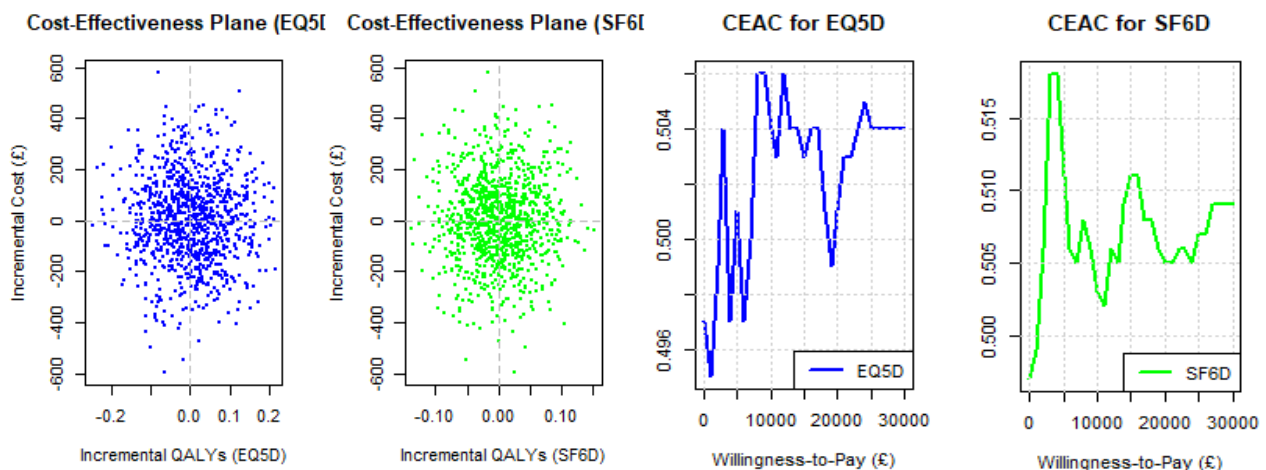 Cost-Effectiveness Plane (EQ5D
Incremental Cost (£)
600
400
200
0
-200
-400
-600
-0.2
0.0
0.1
0.2
Incremental QALYs (EQ5D)
Cost-Effectiveness Plane (SF6D
Incremental Cost (£)
600
400
200
0
-200
-400
-600
-0.10
0.00
0.10
Incremental QALYs (SF6D)
CEAC for EQ5D
0.504
0.500
0.496
EQ5D
0
10000
20000
30000
Willingness-to-Pay (£)
CEAC for SF6D
0.515
0.510
0.505
0.500
SF6D
0
10000
30000
Willingness-to-Pay (£)